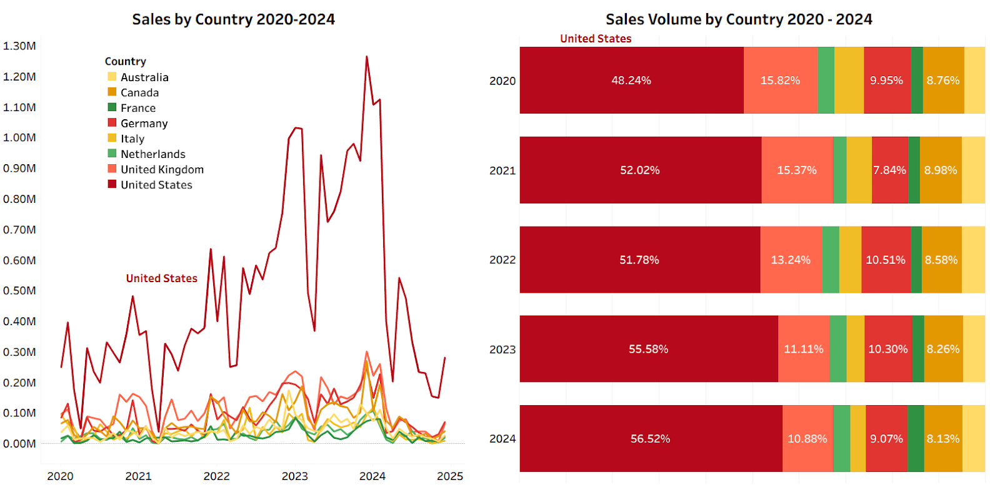 Sales by Country 2020-2024
1.30M
1.20M
1.10M
1.00M
0.90M
0.80M
0.70M
0.60M
0.50M
0.40M
0.30M
0.20M
0.10M
0.00M
Country
Australia
Canada
France
Germany
Italy
Netherlands
United Kingdom
United States
United States
2020 2021 2022 2023 2024 2025
Sales Volume by Country 2020 - 2024
United States
2020 48.24% 15.82% 9.95% 8.76%
2021 52.02% 15.37% 7.84% 8.98%
2022 51.78% 13.24% 10.51% 8.58%
2023 55.58% 11.11% 10.30% 8.26%
2024 56.52% 10.88% 9.07% 8.13%